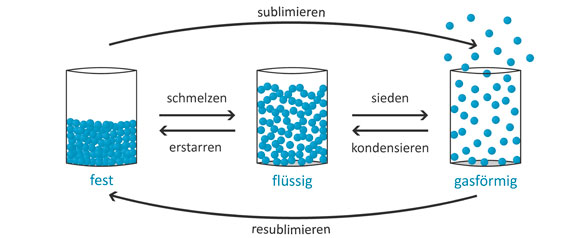 sublimieren
schmelzen
sieden
erstarren
kondensieren
fest
flüssig
gasförmig
resublimieren